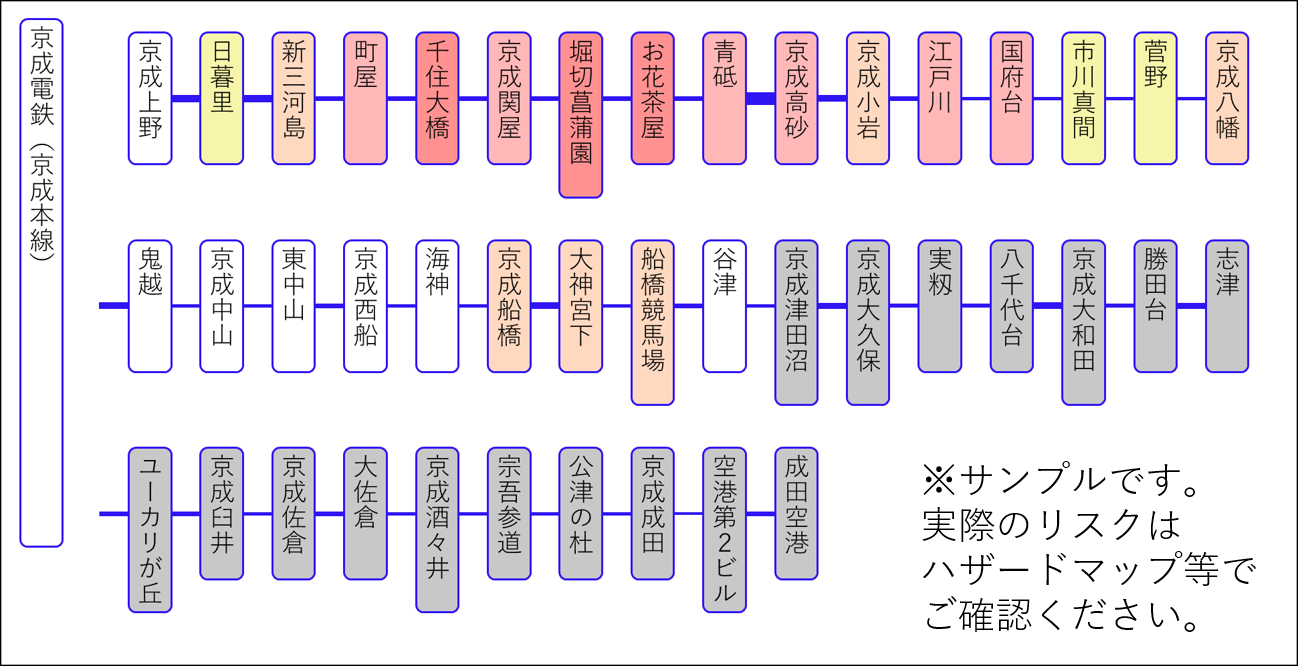 京成電鉄（京成本線）
京成上野
日暮里
新三河島
町屋
千住大橋
京成関屋
堀切菖蒲園
お花茶屋
青砥
京成高砂
京成小岩
江戸川
国府台
市川真間
菅野
京成八幡
鬼越
京成中山
東中山
京成西船
海神
京成船橋
大神宮下
船橋競馬場
谷津
京成津田沼
京成大久保
実籾
八千代台
京成大和田
勝田台
志津
ユーカリが丘
京成臼井
京成佐倉
大佐倉
京成酒々井
宗吾参道
公津の杜
京成成田
空港第２ビル
成田空港
※サンプルです。
実際のリスクは
ハザードマップ等で
ご確認ください。